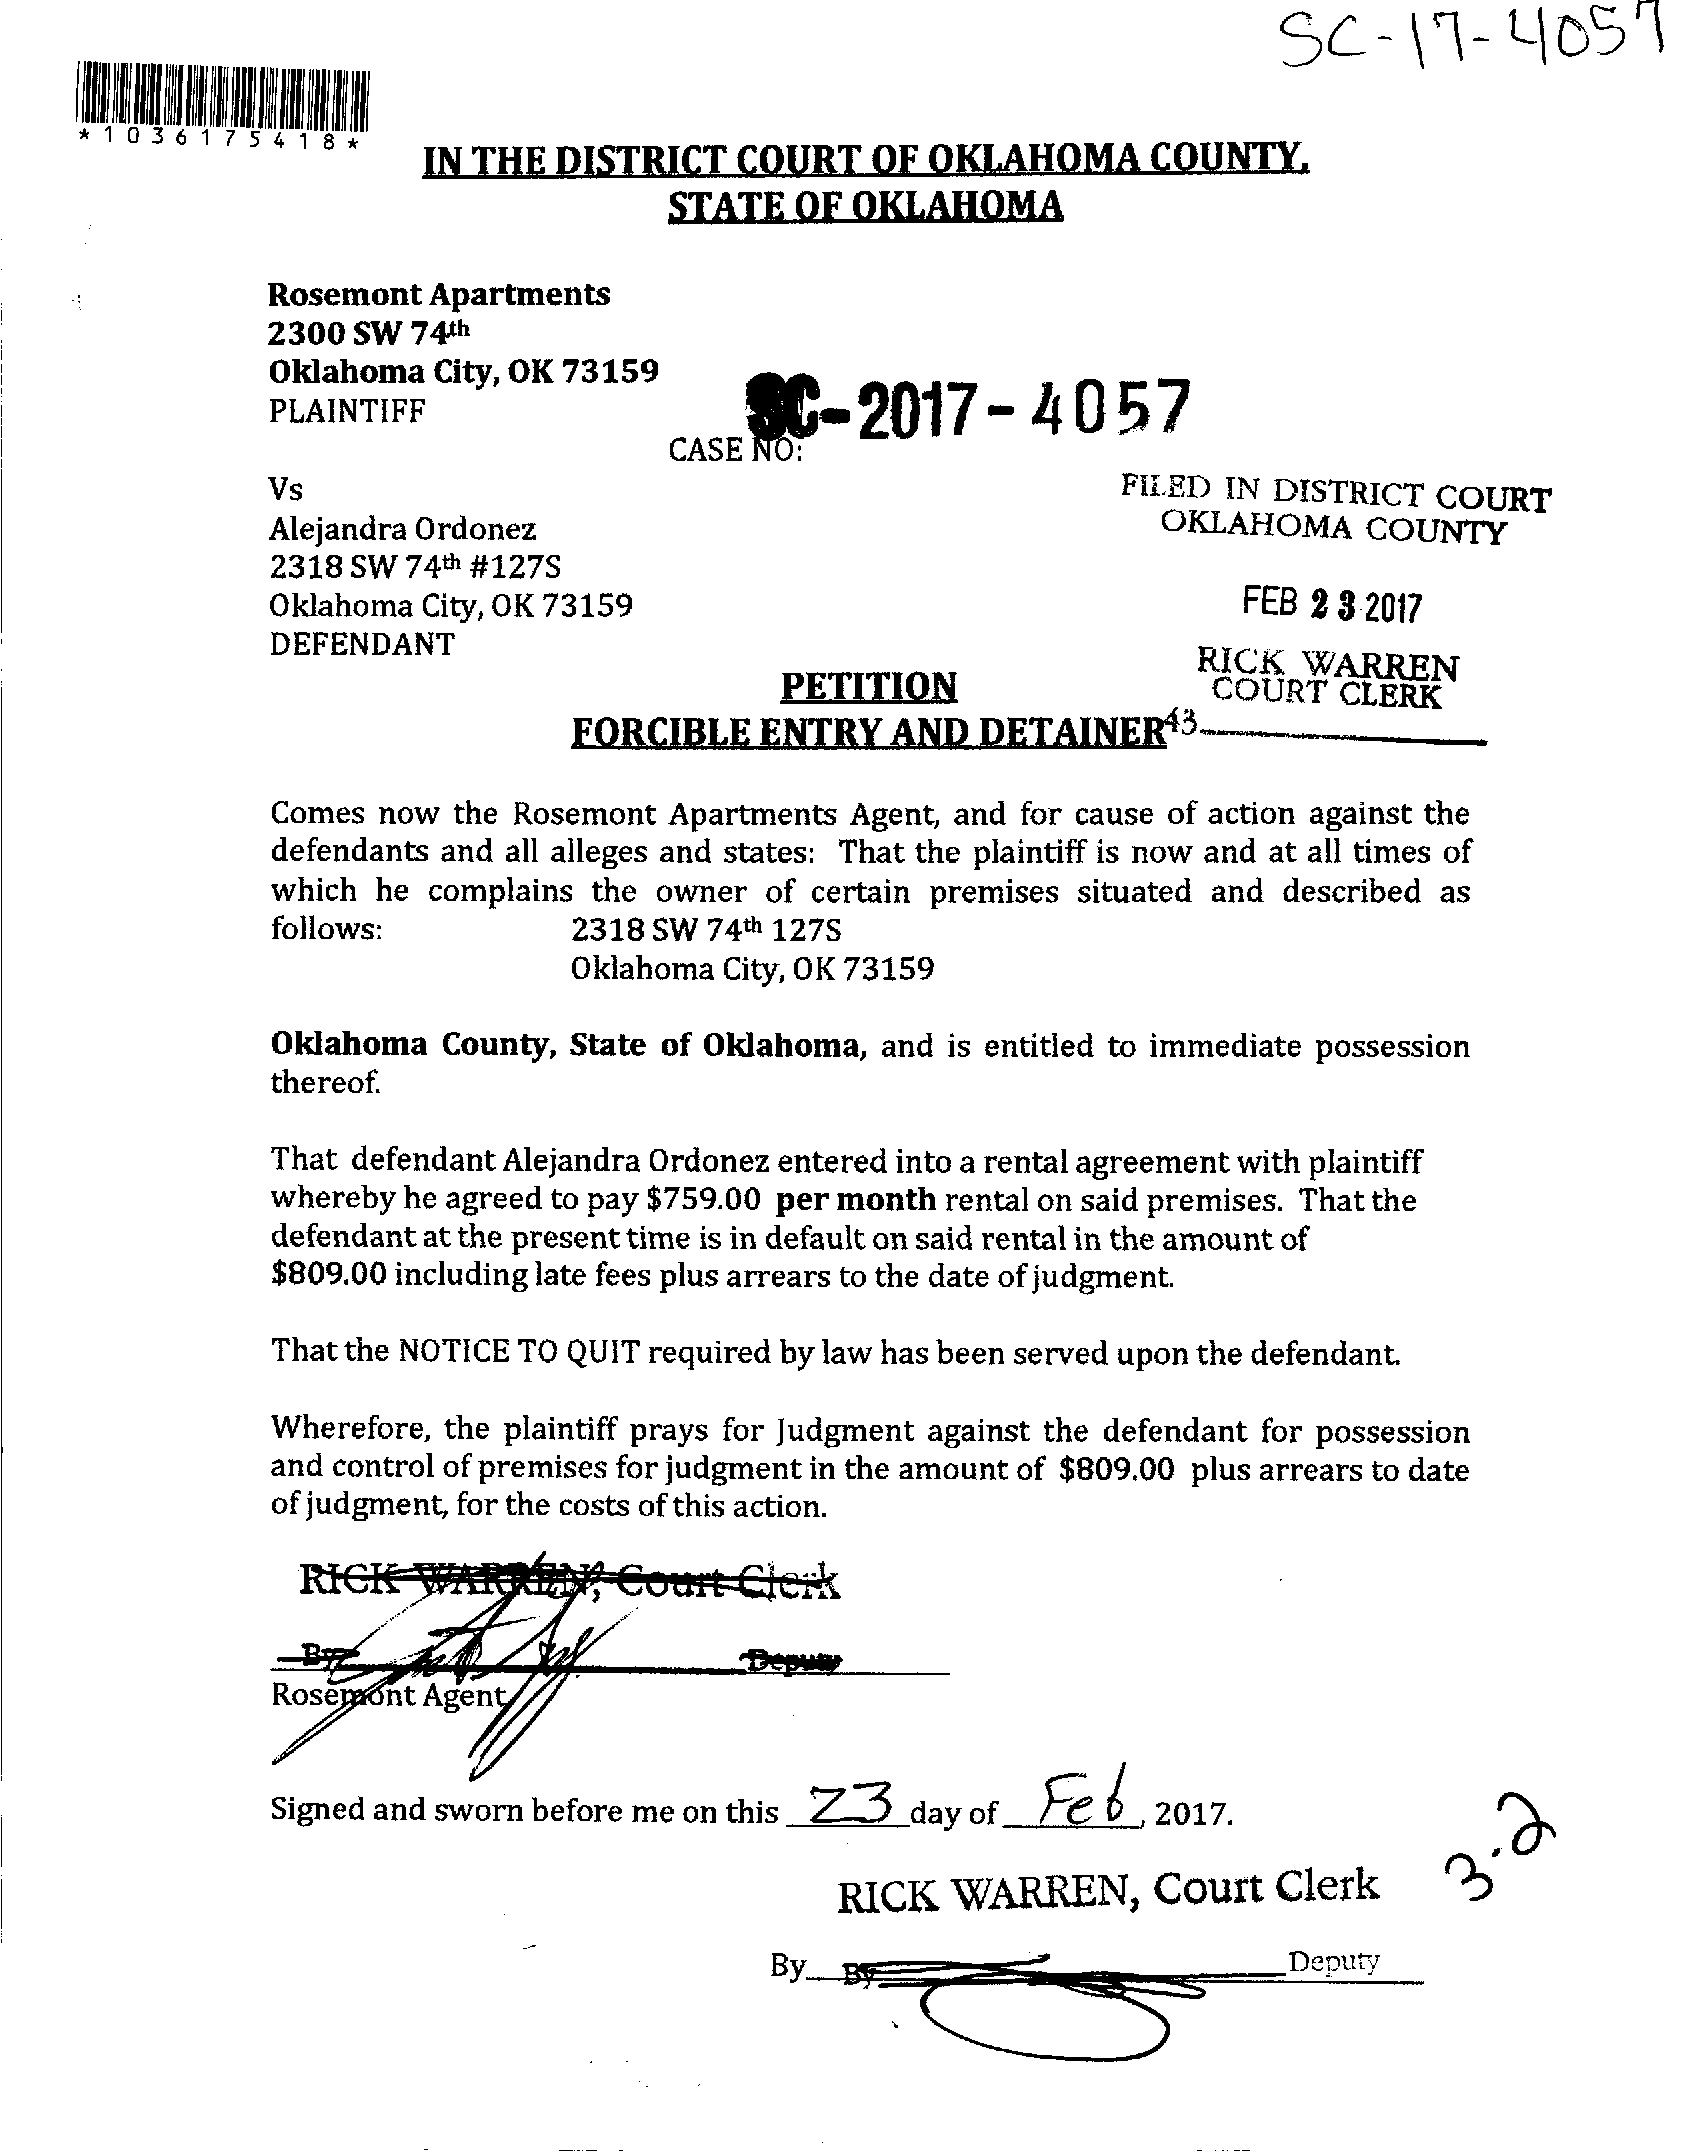 SC-17-4057
*1036175418*
IN THE DISTRICT COURT OF OKLAHOMA COUNTY,
STATE OF OKLAHOMA
Rosemont Apartments
2300 SW 74th
Oklahoma City, OK 73159
PLAINTIFF
SC-2017-4057
CASE NO:
Vs
FILED IN DISTRICT COURT
OKLAHOMA COUNTY
Alejandra Ordonez
2318 SW 74th #127S
Oklahoma City, OK 73159
DEFENDANT
FEB 23 2017
RICK WARREN
COURT CLERK
PETITION
FORCIBLE ENTRY AND DETAINER
43
Comes now the Rosemont Apartments Agent, and for cause of action against the
defendants and all alleges and states: That the plaintiff is now and at all times of
which he complains the owner of certain premises situated and described as
follows: 2318 SW 74th 127S
Oklahoma City, OK 73159
Oklahoma County, State of Oklahoma, and is entitled to immediate possession
thereof.
That defendant Alejandra Ordonez entered into a rental agreement with plaintiff
whereby he agreed to pay $759.00 per month rental on said premises. That the
defendant at the present time is in default on said rental in the amount of
$809.00 including late fees plus arrears to the date of judgment.
That the NOTICE TO QUIT required by law has been served upon the defendant.
Wherefore, the plaintiff prays for Judgment against the defendant for possession
and control of premises for judgment in the amount of $809.00 plus arrears to date
of judgment, for the costs of this action.
RICK WARREN, Court Clerk
By Deputy
Rosemont Agent
Signed and sworn before me on this 23 day of Feb, 2017.
3-2
RICK WARREN, Court Clerk
By By Deputy